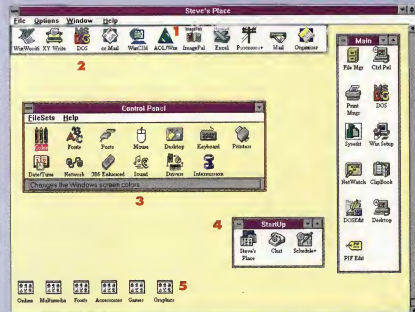 Steve's Place
File Options Window Help
1
WinWord6 XY Write DOS cc:Mail WinCIM AOL/Win ImagePal Excel Processor+ Mail Organizer
2
Main
File Mgr Ctrl Pnl
Print Mngr DOS
Sysedit Win Setup
NetWatch ClipBook
DOSEdit Desktop
PIF Edit
Control Panel
FileSets Help
Color Fonts Ports Mouse Desktop Keyboard Printers
Date/Time Network 386 Enhanced Sound Drivers Intermission
Changes the Windows screen colors
3
4
StartUp
Steve's Place Chat Schedule+
5
Online Multimedia Fonts Accessories Games Graphics